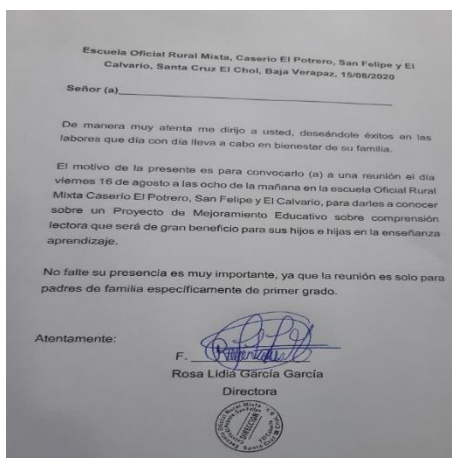 Escuela Oficial Rural Mixta, Caserío El Potrero, San Felipe y El
Calvario, Santa Cruz El Chol, Baja Verapaz, 15/08/2020
Señor (a)
De manera muy atenta me dirijo a usted, deseándole éxitos en las
labores que día con día lleva a cabo en bienestar de su familia.
El motivo de la presente es para convocarlo (a) a una reunión el día
viernes 16 de agosto a las ocho de la mañana en la escuela Oficial Rural
Mixta Caserío El Potrero, San Felipe y El Calvario, para darles a conocer
sobre un Proyecto de Mejoramiento Educativo sobre comprensión
lectora que será de gran beneficio para sus hijos e hijas en la enseñanza
aprendizaje.
No falte su presencia es muy importante, ya que la reunión es solo para
padres de familia específicamente de primer grado.
Atentamente:
F.
Rosa Lidia García García
Directora
DIRECCION